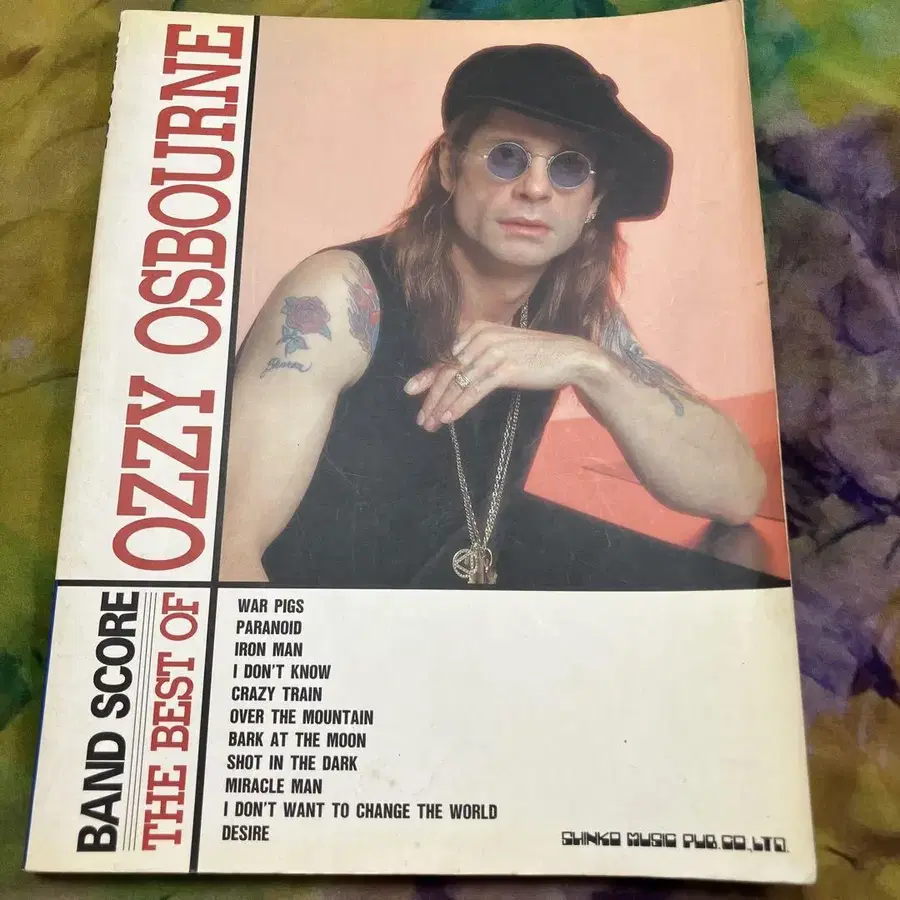 BAND SCORE
THE BEST OF
OZZY OSBOURNE
WAR PIGS
PARANOID
IRON MAN
I DON'T KNOW
CRAZY TRAIN
OVER THE MOUNTAIN
BARK AT THE MOON
SHOT IN THE DARK
MIRACLE MAN
I DON'T WANT TO CHANGE THE WORLD
DESIRE
SHINKO MUSIC PUB. CO., LTD.